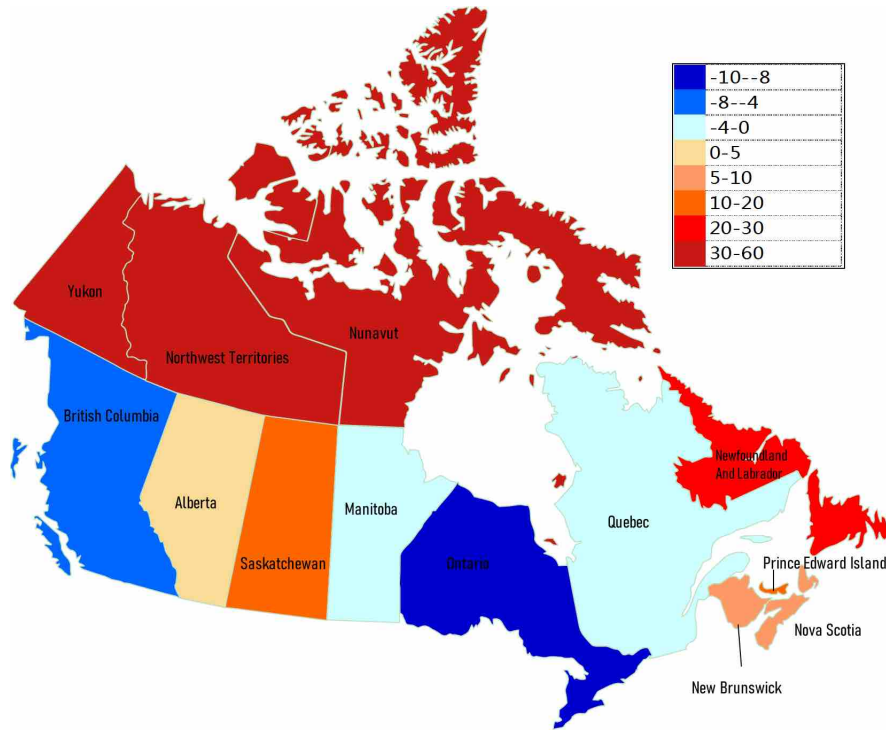 -10--8
-8--4
-4-0
0-5
5-10
10-20
20-30
30-60
Yukon
Nunavut
Northwest Territories
British Columbia
Newfoundland
And Labrador
Alberta
Manitoba
Quebec
Saskatchewan
Ontario
Prince Edward Island
Nova Scotia
New Brunswick